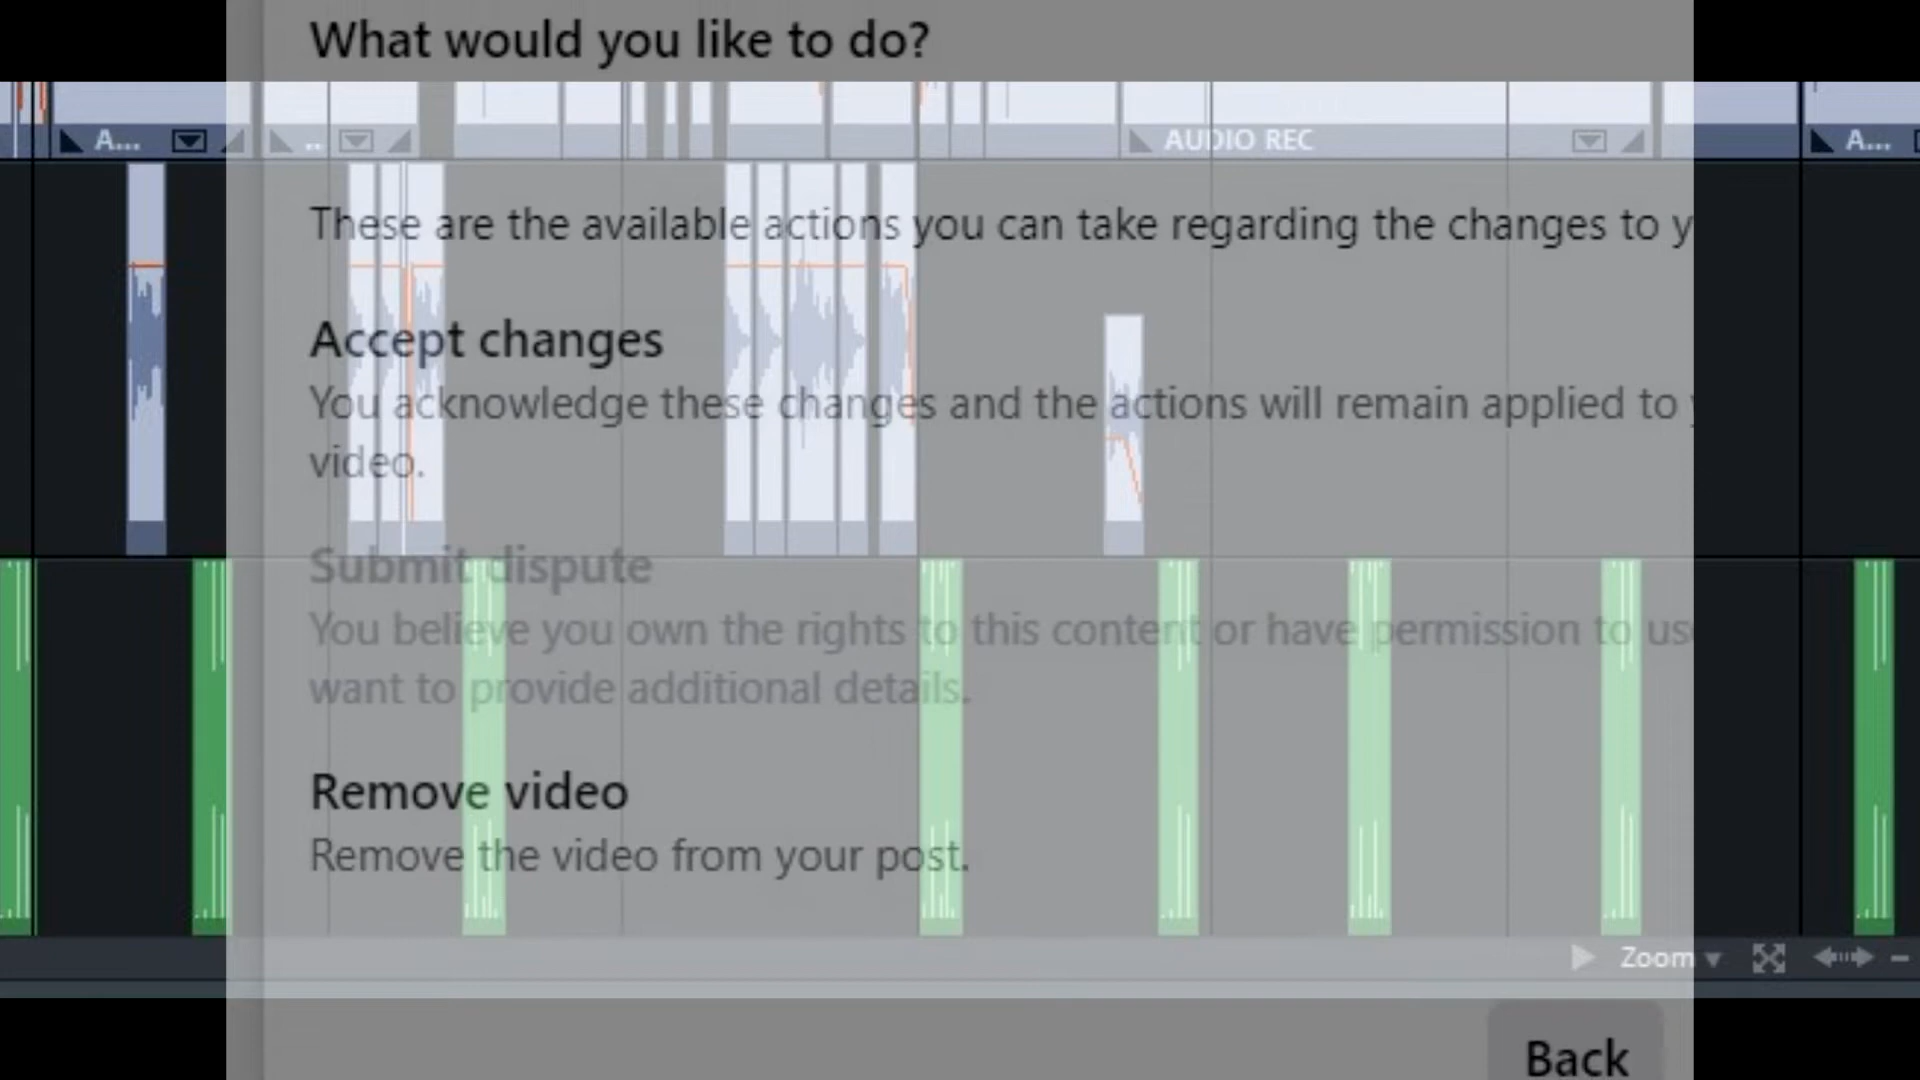 What would you like to do?
A...
..
AUDIO REC
A...
These are the available actions you can take regarding the changes to y
Accept changes
You acknowledge these changes and the actions will remain applied to
video.
Submit dispute
You believe you own the rights to this content or have permission to us
want to provide additional details.
Remove video
Remove the video from your post.
Zoom
Back